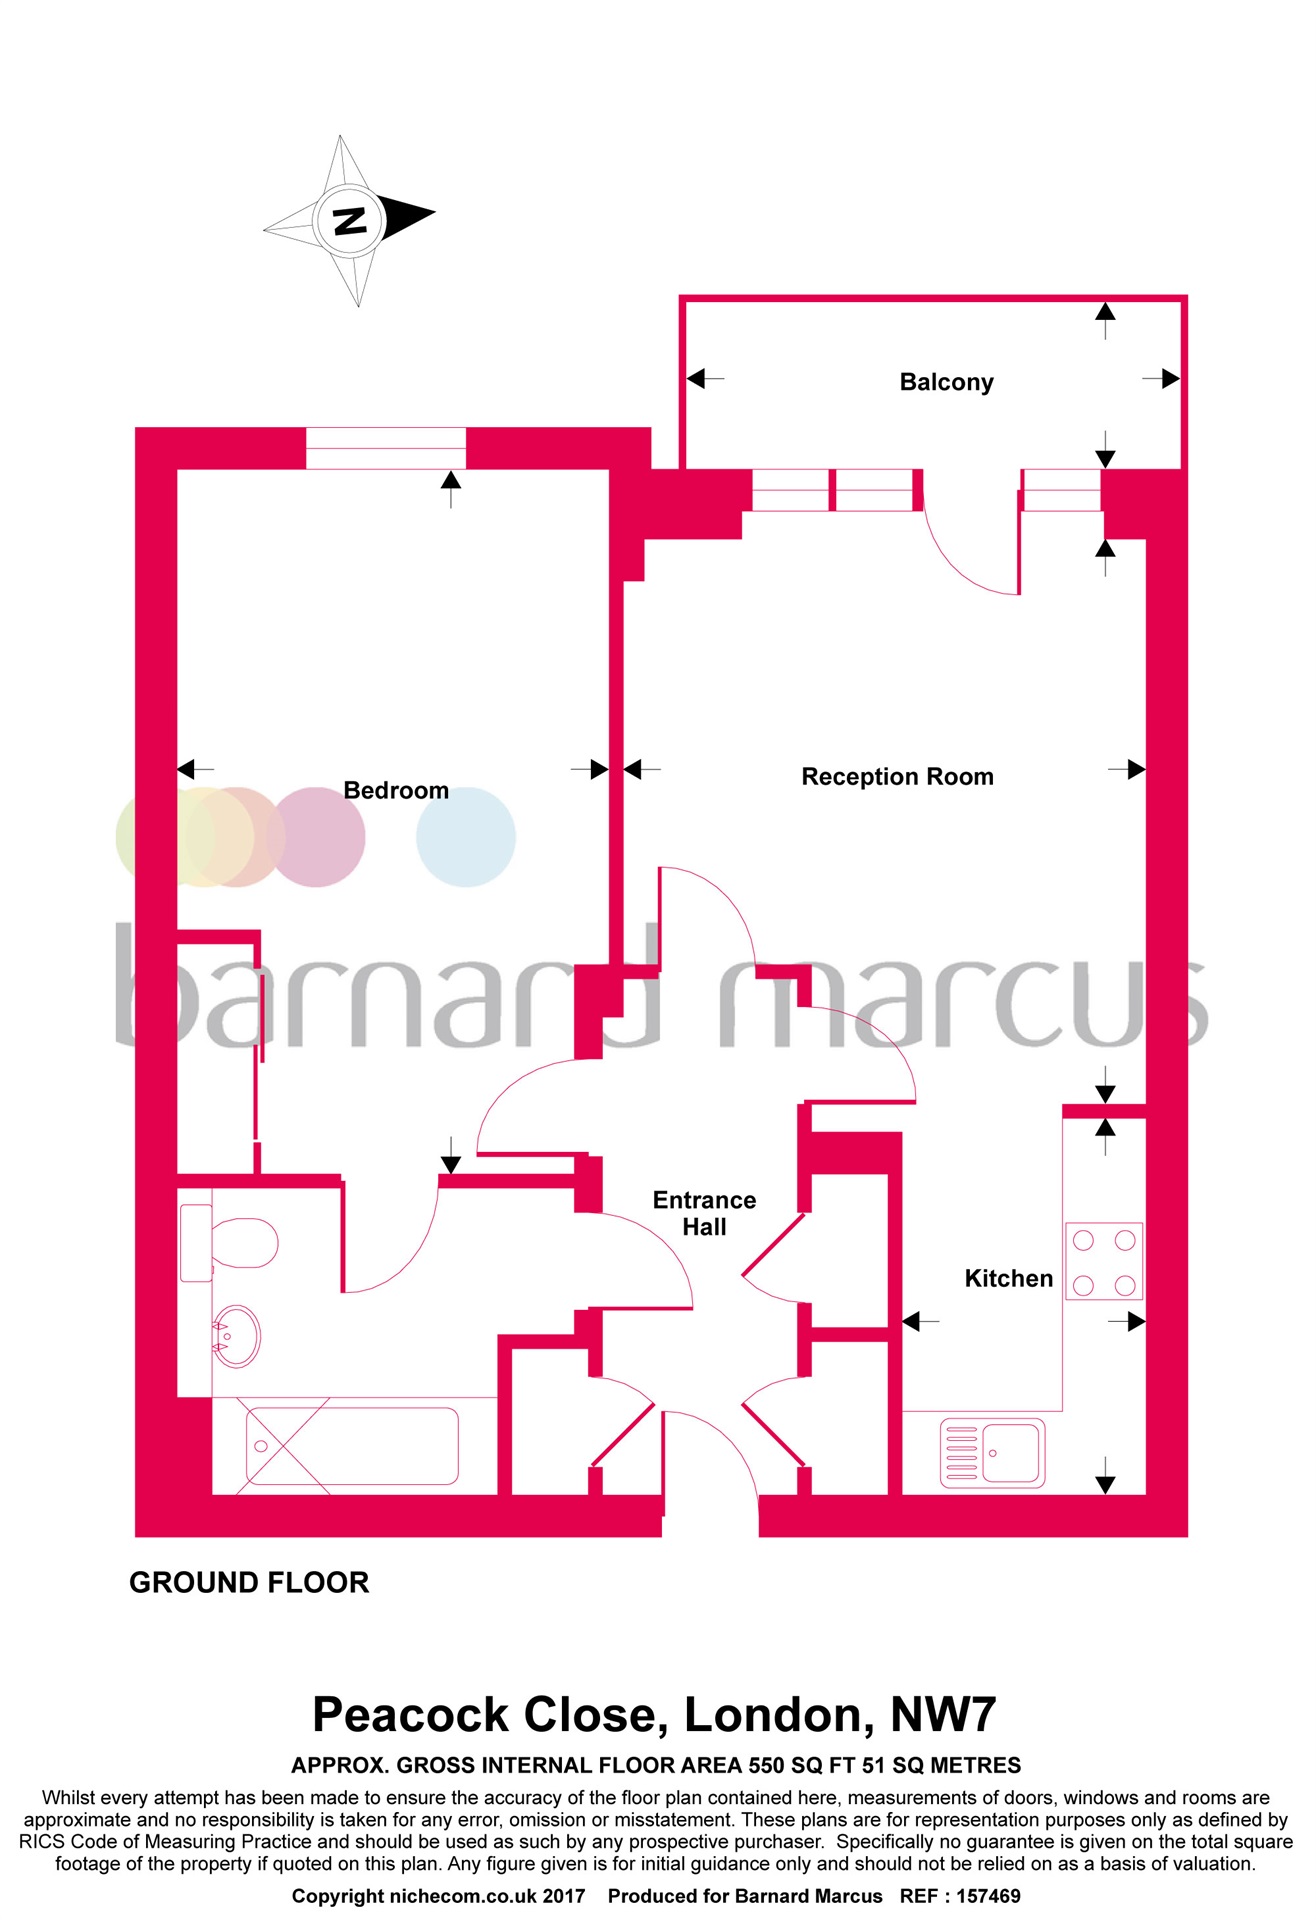 N
Balcony
Bedroom
Reception Room
barnard marcus
Entrance
Hall
Kitchen
GROUND FLOOR
Peacock Close, London, NW7
APPROX. GROSS INTERNAL FLOOR AREA 550 SQ FT 51 SQ METRES
Whilst every attempt has been made to ensure the accuracy of the floor plan contained here, measurements of doors, windows and rooms are
approximate and no responsibility is taken for any error, omission or misstatement. These plans are for representation purposes only as defined by
RICS Code of Measuring Practice and should be used as such by any prospective purchaser. Specifically no guarantee is given on the total square
footage of the property if quoted on this plan. Any figure given is for initial guidance only and should not be relied on as a basis of valuation.
Copyright nichecom.co.uk 2017 Produced for Barnard Marcus REF : 157469